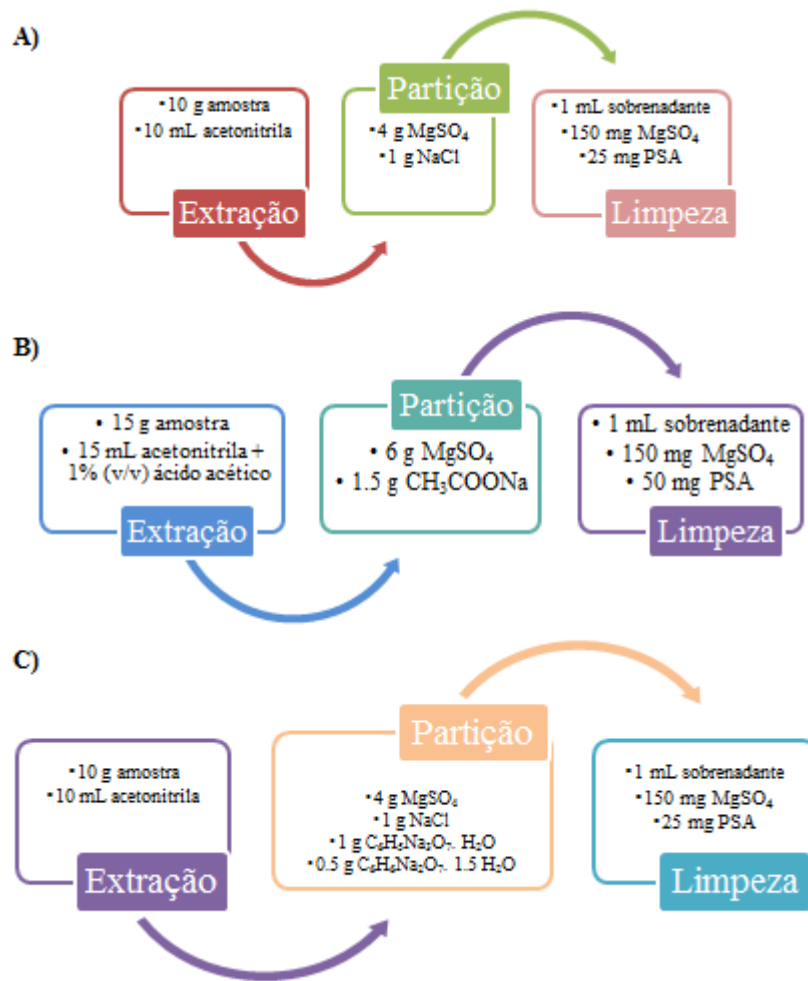 A)
•10 g amostra
•10 mL acetonitrila
Extração
Partição
•4 g MgSO₄
•1 g NaCl
•1 mL sobrenadante
•150 mg MgSO₄
•25 mg PSA
Limpeza
B)
• 15 g amostra
• 15 mL acetonitrila +
1% (v/v) ácido acético
Extração
Partição
• 6 g MgSO₄
• 1.5 g CH₃COONa
• 1 mL sobrenadante
• 150 mg MgSO₄
• 50 mg PSA
Limpeza
C)
•10 g amostra
•10 mL acetonitrila
Extração
Partição
•4 g MgSO₄
•1 g NaCl
•1 g C₆H₅Na₃O₇. H₂O
•0.5 g C₆H₆Na₂O₇. 1.5 H₂O
•1 mL sobrenadante
•150 mg MgSO₄
•25 mg PSA
Limpeza